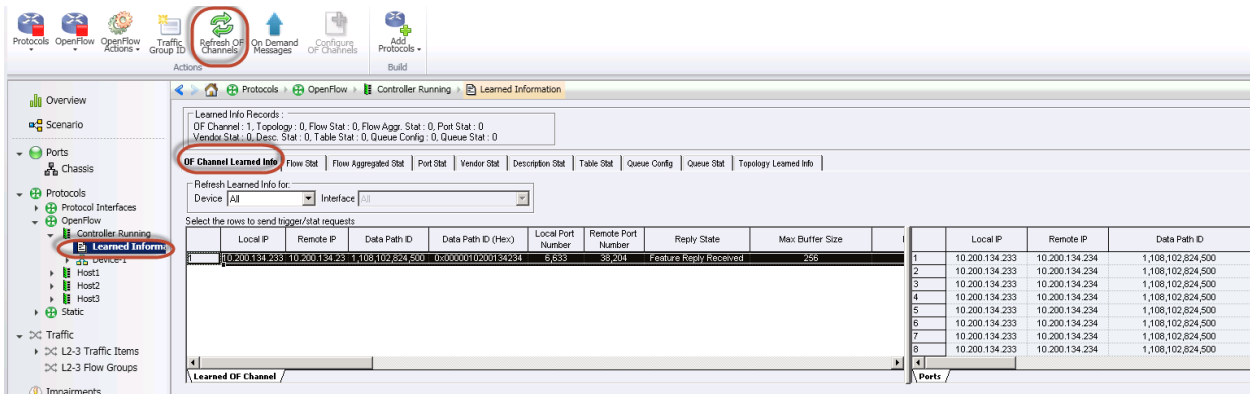 Protocols OpenFlow OpenFlow Actions Traffic Group ID Refresh OF Channels On Demand Messages Configure OF Channels Add Protocols
Actions Build
Protocols OpenFlow Controller Running Learned Information
Overview
Scenario
Ports
Chassis
Protocols
Protocol Interfaces
OpenFlow
Controller Running
Learned Informa
Device-1
Host1
Host2
Host3
Static
Traffic
L2-3 Traffic Items
L2-3 Flow Groups
Impairments
Learned Info Records :
OF Channel : 1, Topology : 0, Flow Stat : 0, Flow Aggr. Stat : 0, Port Stat : 0
Vendor Stat : 0, Desc. Stat : 0, Table Stat : 0, Queue Config : 0, Queue Stat : 0
OF Channel Learned Info Flow Stat Flow Aggregated Stat Port Stat Vendor Stat Description Stat Table Stat Queue Config Queue Stat Topology Learned Info
Refresh Learned Info for:
Device All Interface All
Select the rows to send trigger/stat requests
Local IP Remote IP Data Path ID Data Path ID (Hex) Local Port Number Remote Port Number Reply State Max Buffer Size
1 10.200.134.233 10.200.134.23 1,108,102,824,500 0x0000010200134234 6,633 38,204 Feature Reply Received 256
Learned OF Channel
Local IP Remote IP Data Path ID
1 10.200.134.233 10.200.134.234 1,108,102,824,500
2 10.200.134.233 10.200.134.234 1,108,102,824,500
3 10.200.134.233 10.200.134.234 1,108,102,824,500
4 10.200.134.233 10.200.134.234 1,108,102,824,500
5 10.200.134.233 10.200.134.234 1,108,102,824,500
6 10.200.134.233 10.200.134.234 1,108,102,824,500
7 10.200.134.233 10.200.134.234 1,108,102,824,500
8 10.200.134.233 10.200.134.234 1,108,102,824,500
Ports